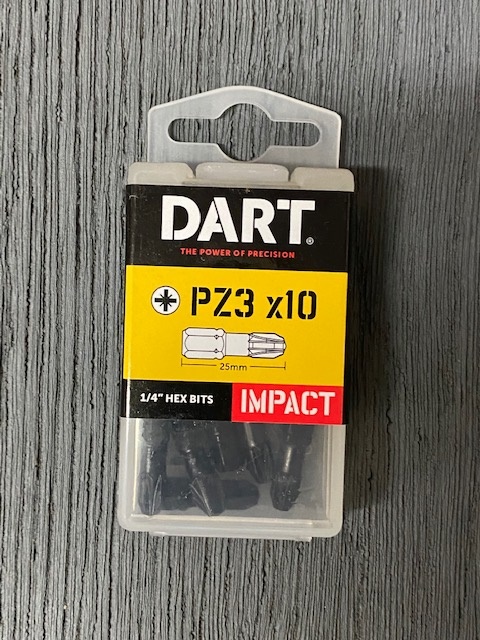 DART®
THE POWER OF PRECISION
PZ3 x10
25mm
1/4" HEX BITS
IMPACT